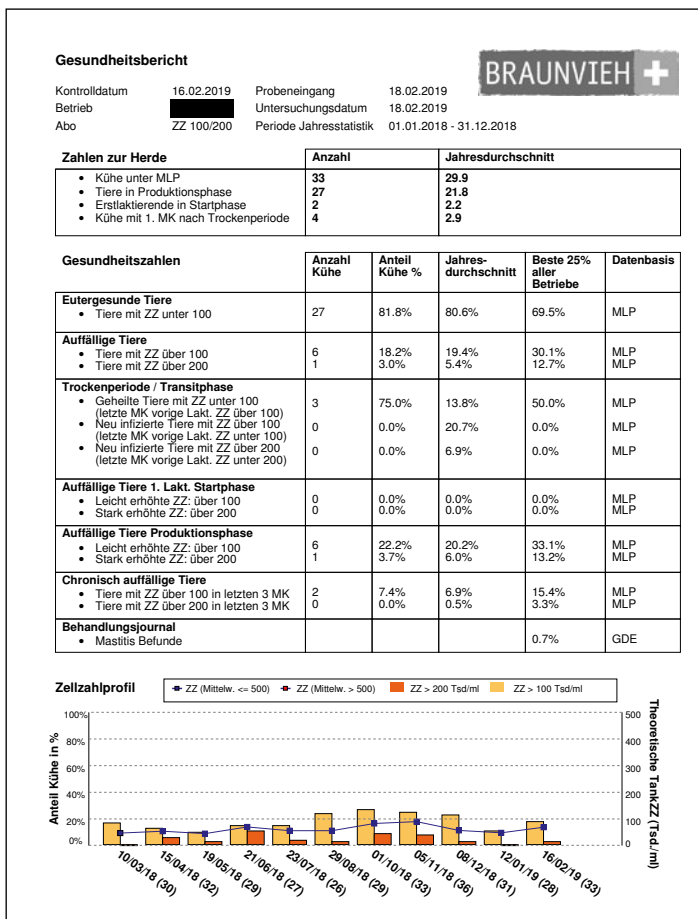 Gesundheitsbericht
BRAUNVIEH
Kontrolldatum 16.02.2019 Probeneingang 18.02.2019
Betrieb Untersuchungsdatum 18.02.2019
Abo ZZ 100/200 Periode Jahresstatistik 01.01.2018 - 31.12.2018
Zahlen zur Herde Anzahl Jahresdurchschnitt
• Kühe unter MLP 33 29.9
• Tiere in Produktionsphase 27 21.8
• Erstlaktierende in Startphase 2 2.2
• Kühe mit 1. MK nach Trockenperiode 4 2.9
Gesundheitszahlen Anzahl Kühe Anteil Kühe % Jahres-durchschnitt Beste 25% aller Betriebe Datenbasis
Eutergesunde Tiere
• Tiere mit ZZ unter 100 27 81.8% 80.6% 69.5% MLP
Auffällige Tiere
• Tiere mit ZZ über 100 6 18.2% 19.4% 30.1% MLP
• Tiere mit ZZ über 200 1 3.0% 5.4% 12.7% MLP
Trockenperiode / Transitphase
• Geheilte Tiere mit ZZ unter 100 3 75.0% 13.8% 50.0% MLP
(letzte MK vorige Lakt. ZZ über 100)
• Neu infizierte Tiere mit ZZ über 100 0 0.0% 20.7% 0.0% MLP
(letzte MK vorige Lakt. ZZ unter 100)
• Neu infizierte Tiere mit ZZ über 200 0 0.0% 6.9% 0.0% MLP
(letzte MK vorige Lakt. ZZ unter 200)
Auffällige Tiere 1. Lakt. Startphase
• Leicht erhöhte ZZ: über 100 0 0.0% 0.0% 0.0% MLP
• Stark erhöhte ZZ: über 200 0 0.0% 0.0% 0.0% MLP
Auffällige Tiere Produktionsphase
• Leicht erhöhte ZZ: über 100 6 22.2% 20.2% 33.1% MLP
• Stark erhöhte ZZ: über 200 1 3.7% 6.0% 13.2% MLP
Chronisch auffällige Tiere
• Tiere mit ZZ über 100 in letzten 3 MK 2 7.4% 6.9% 15.4% MLP
• Tiere mit ZZ über 200 in letzten 3 MK 0 0.0% 0.5% 3.3% MLP
Behandlungsjournal
• Mastitis Befunde 0.7% GDE
Zellzahlprofil ZZ (Mittelw. <= 500) ZZ (Mittelw. > 500) ZZ > 200 Tsd/ml ZZ > 100 Tsd/ml
Anteil Kühe in %
100%
80%
60%
40%
20%
0%
500
400
300
200
100
0
Theoretische TankZZ (Tsd./ml)
10/03/18 (30)
15/04/18 (32)
19/05/18 (29)
21/06/18 (27)
23/07/18 (26)
29/08/18 (29)
01/10/18 (33)
05/11/18 (36)
08/12/18 (31)
12/01/19 (28)
16/02/19 (33)